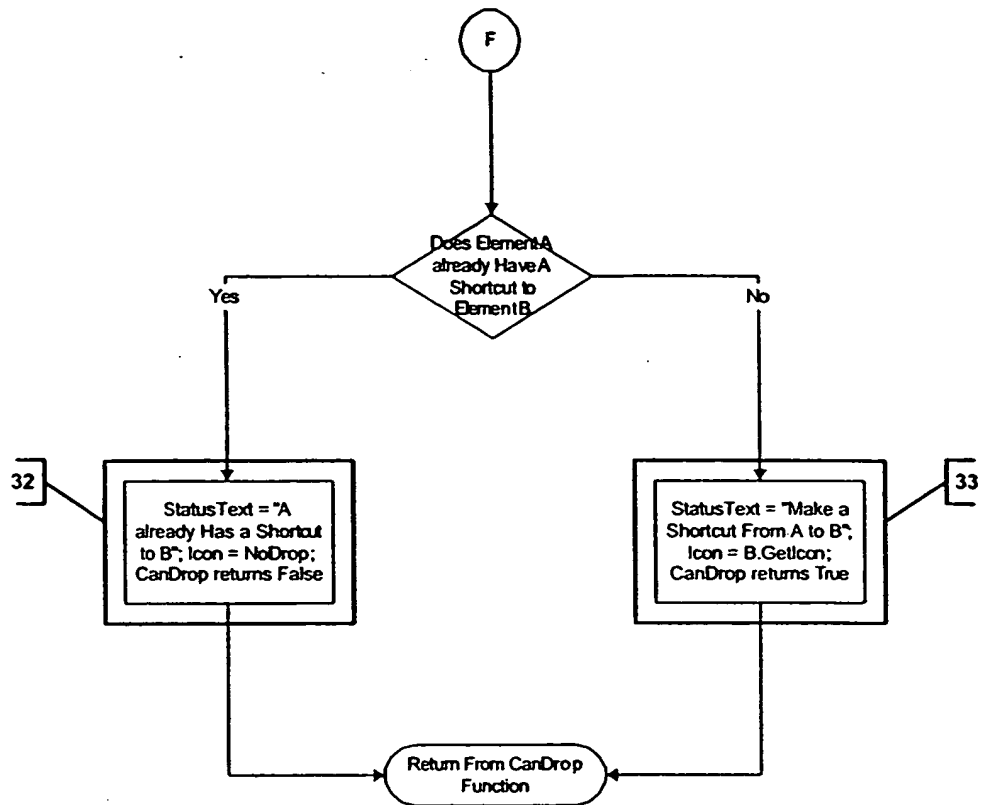 F
Does Element A
already Have A
Shortcut to
Element B
Yes
No
32
StatusText = "A
already Has a Shortcut
to B"; Icon = NoDrop;
CanDrop returns False
StatusText = "Make a
Shortcut From A to B";
Icon = B.GetIcon;
CanDrop returns True
33
Return From CanDrop
Function